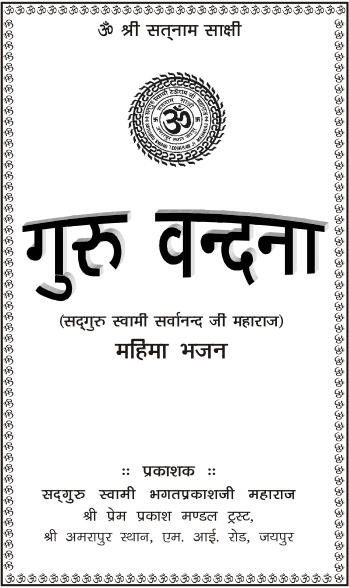 ॐ श्री सत्‌नाम साक्षी
ॐ
गुरु वन्दना
(सद्‌गुरु स्वामी सर्वानन्द जी महाराज)
महिमा भजन
:: प्रकाशक ::
सद्‌गुरु स्वामी भगतप्रकाशजी महाराज
श्री प्रेम प्रकाश मण्डल ट्रस्ट,
श्री अमरापुर स्थान, एम. आई. रोड, जयपुर